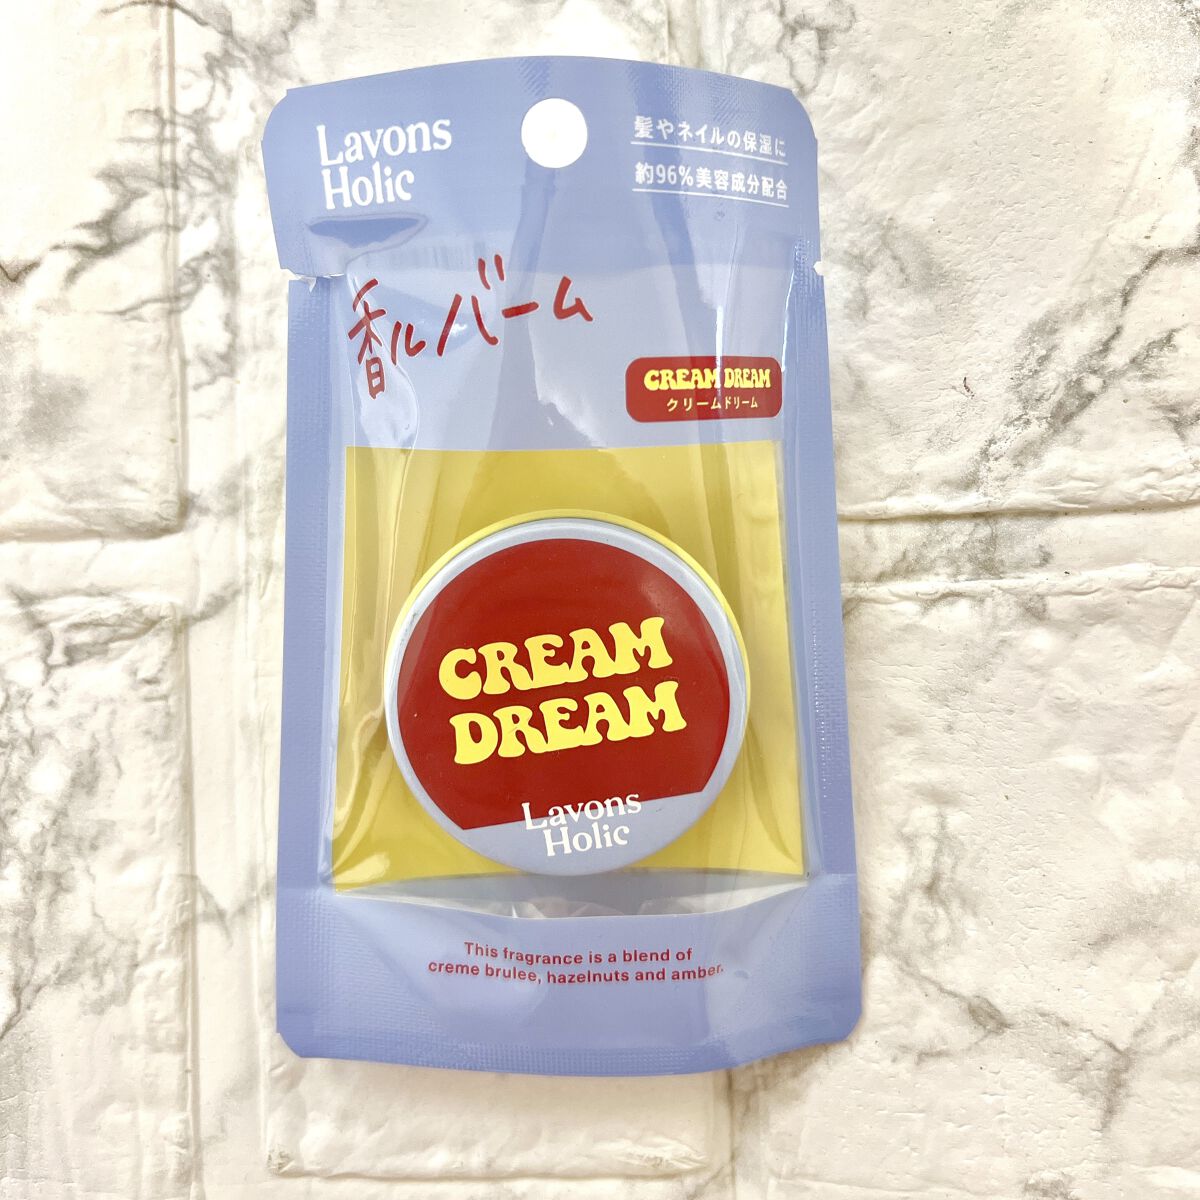 Lavons
Holic
髪やネイルの保湿に
約96%美容成分配合
香ルバーム
CREAM DREAM
クリームドリーム
CREAM
DREAM
Lavons
Holic
This fragrance is a blend of
creme brulee, hazelnuts and amber.